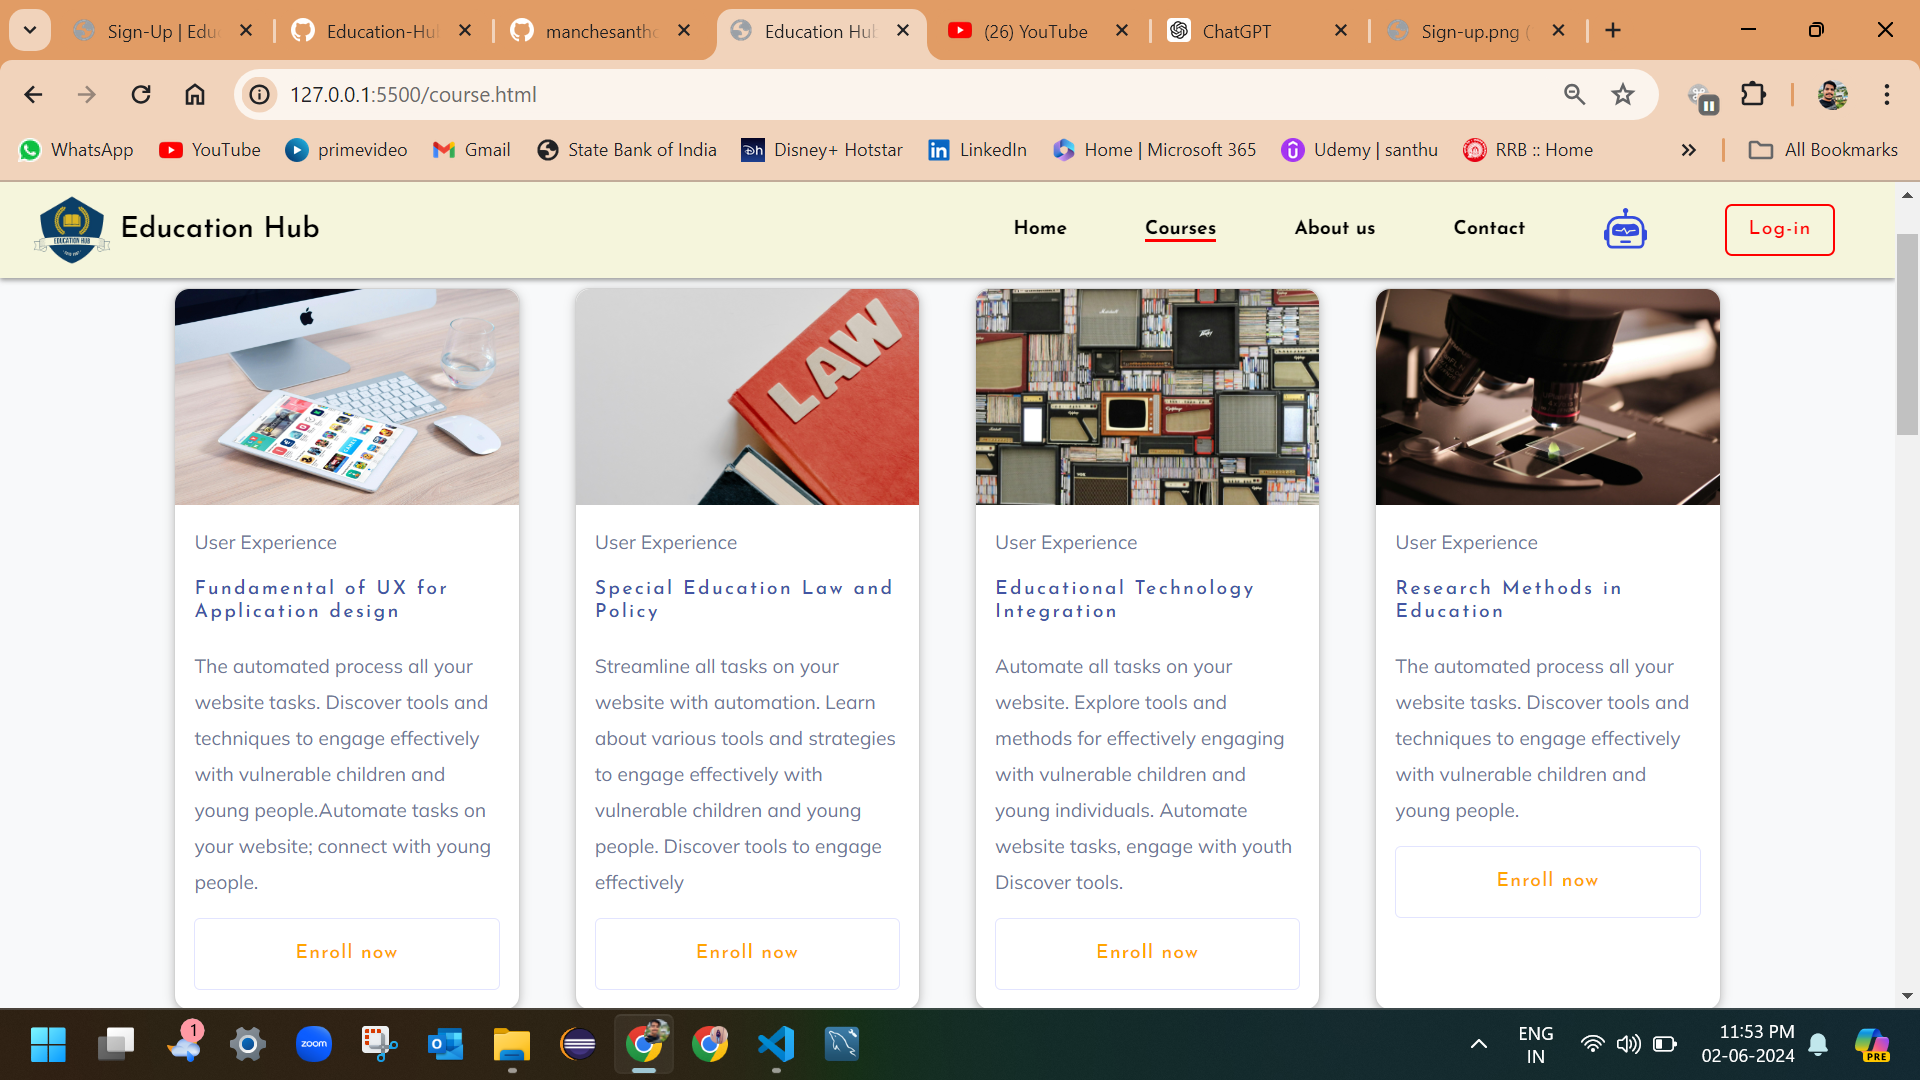 Sign-Up | Edu
Education-Hu
manchesantho
Education Hu
(26) YouTube
ChatGPT
Sign-up.png (
127.0.0.1:5500/course.html
WhatsApp
YouTube
primevideo
Gmail
State Bank of India
Disney+ Hotstar
LinkedIn
Home | Microsoft 365
Udemy | santhu
RRB :: Home
All Bookmarks
EDUCATION HUB
Education Hub
Home
Courses
About us
Contact
Log-in
LAW
Marshall
PEAVEY
User Experience
Fundamental of UX for
Application design
The automated process all your
website tasks. Discover tools and
techniques to engage effectively
with vulnerable children and
young people.Automate tasks on
your website; connect with young
people.
Enroll now
User Experience
Special Education Law and
Policy
Streamline all tasks on your
website with automation. Learn
about various tools and strategies
to engage effectively with
vulnerable children and young
people. Discover tools to engage
effectively
Enroll now
User Experience
Educational Technology
Integration
Automate all tasks on your
website. Explore tools and
methods for effectively engaging
with vulnerable children and
young individuals. Automate
website tasks, engage with youth
Discover tools.
Enroll now
User Experience
Research Methods in
Education
The automated process all your
website tasks. Discover tools and
techniques to engage effectively
with vulnerable children and
young people.
Enroll now
1
zoom
ENG
IN
11:53 PM
02-06-2024
PRE